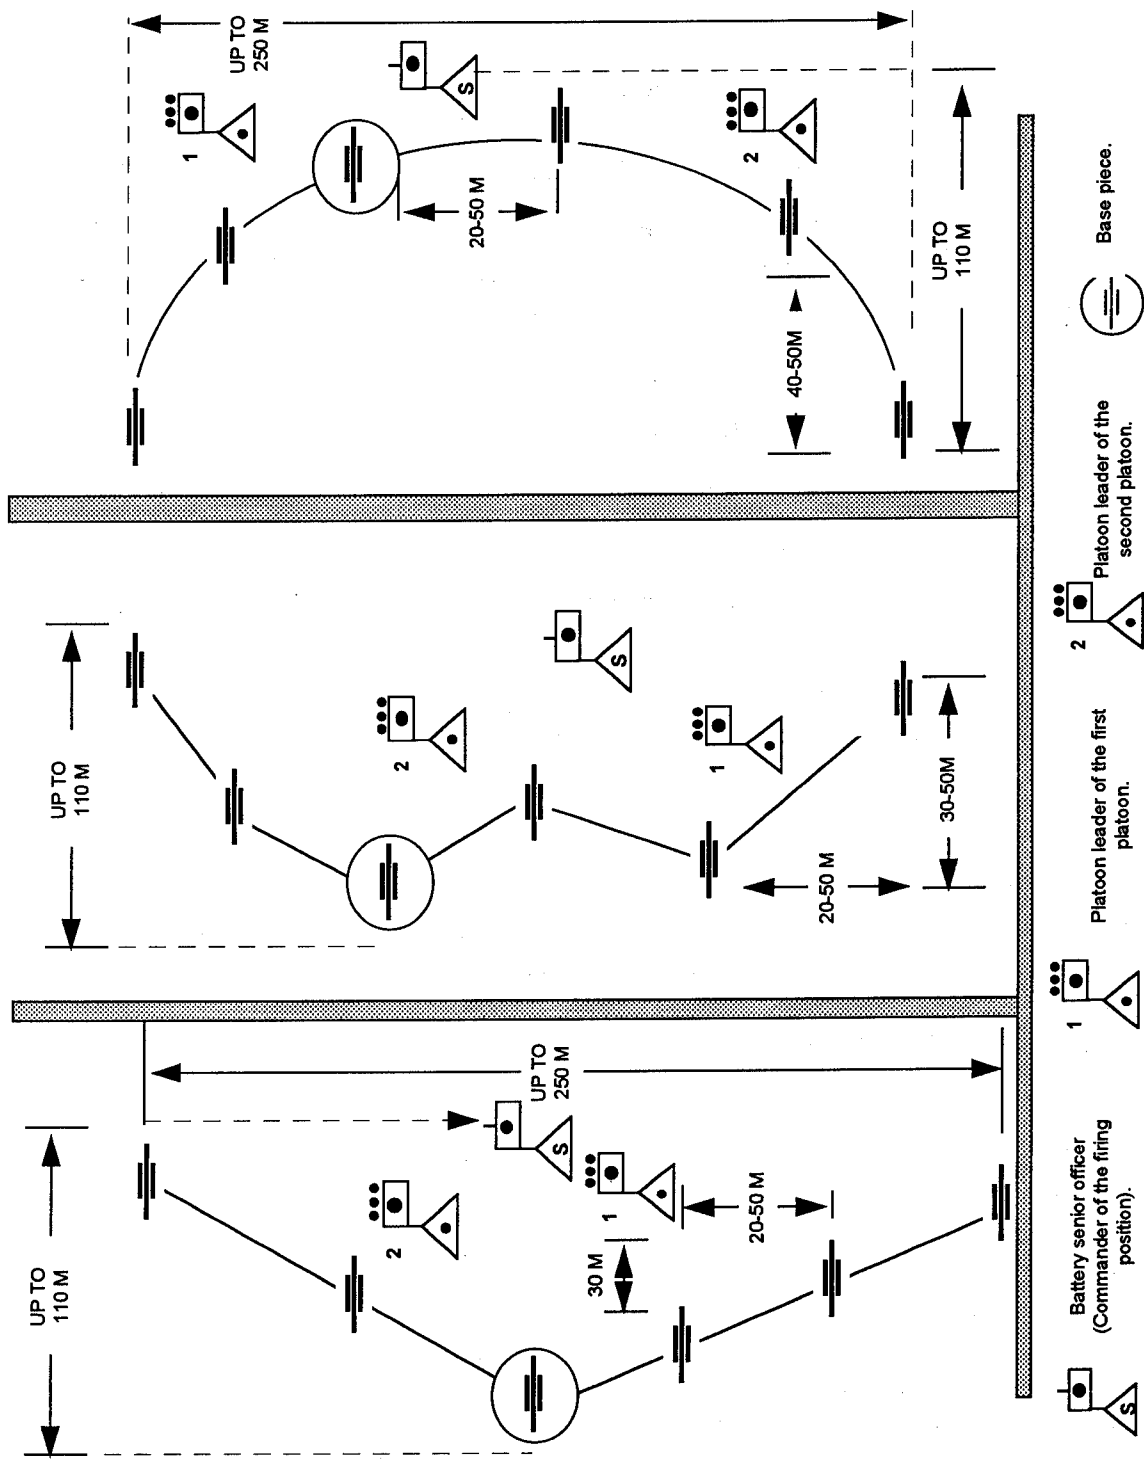 UP TO
110 M
2
S
UP TO
250 M
30 M
1
20-50 M
UP TO
110 M
2
S
1
20-50 M
30-50M
1
UP TO
250 M
S
20-50 M
2
40-50M
UP TO
110 M
S
Battery senior officer
(Commander of the firing
position).
1
Platoon leader of the first
platoon.
2
Platoon leader of the
second platoon.
Base piece.